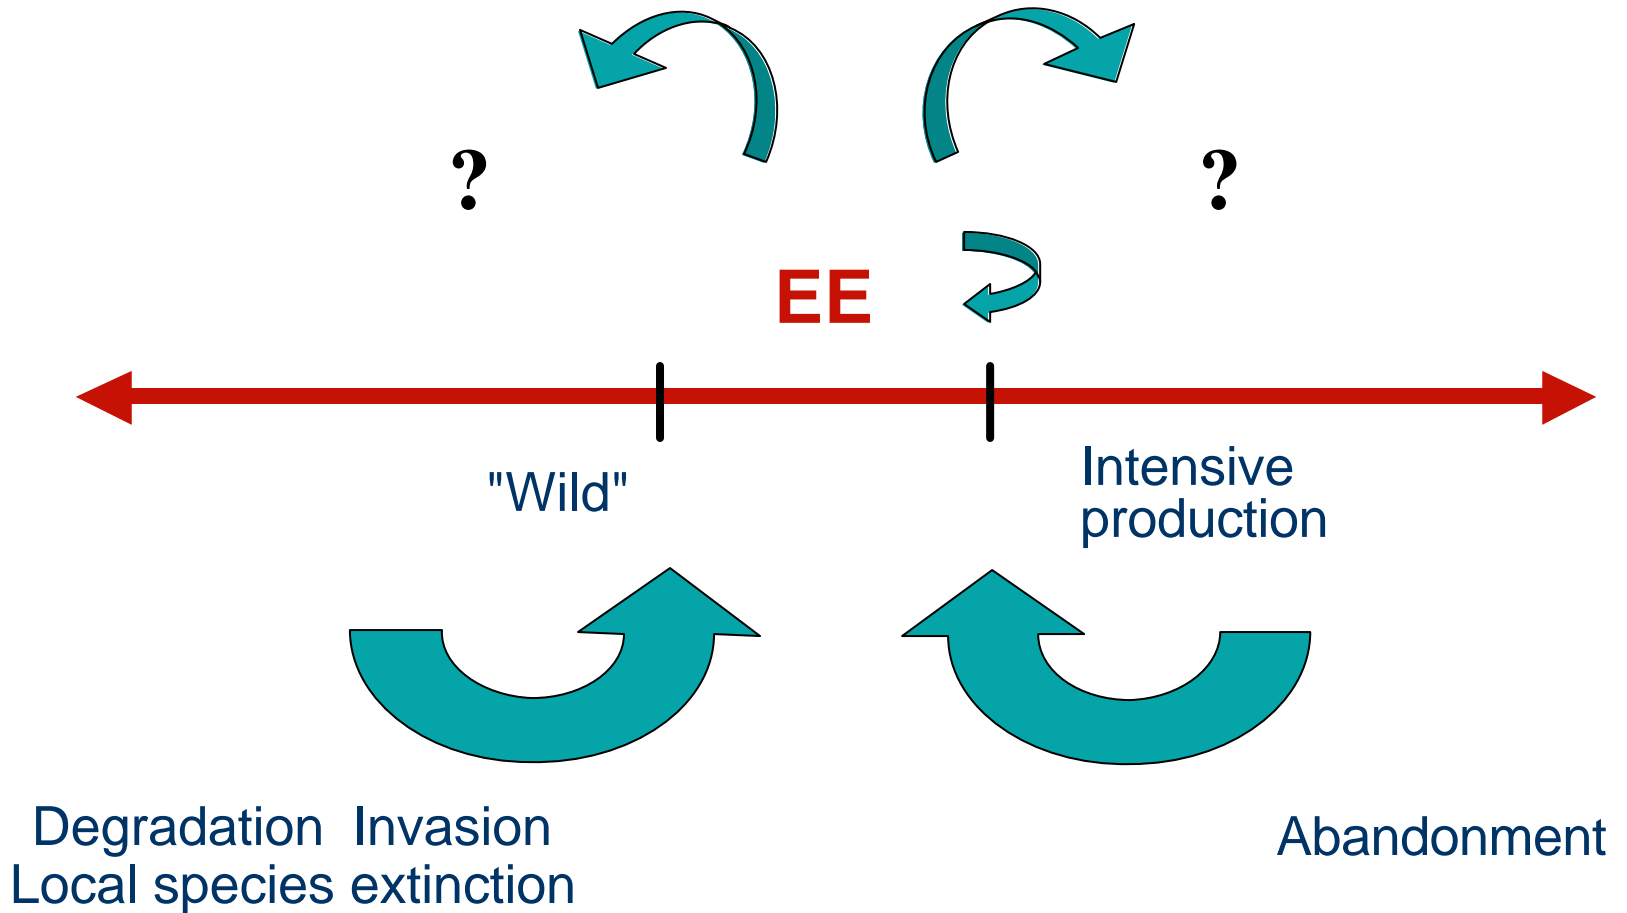 ? ?
EE
"Wild"
Intensive
production
Degradation Invasion
Local species extinction
Abandonment